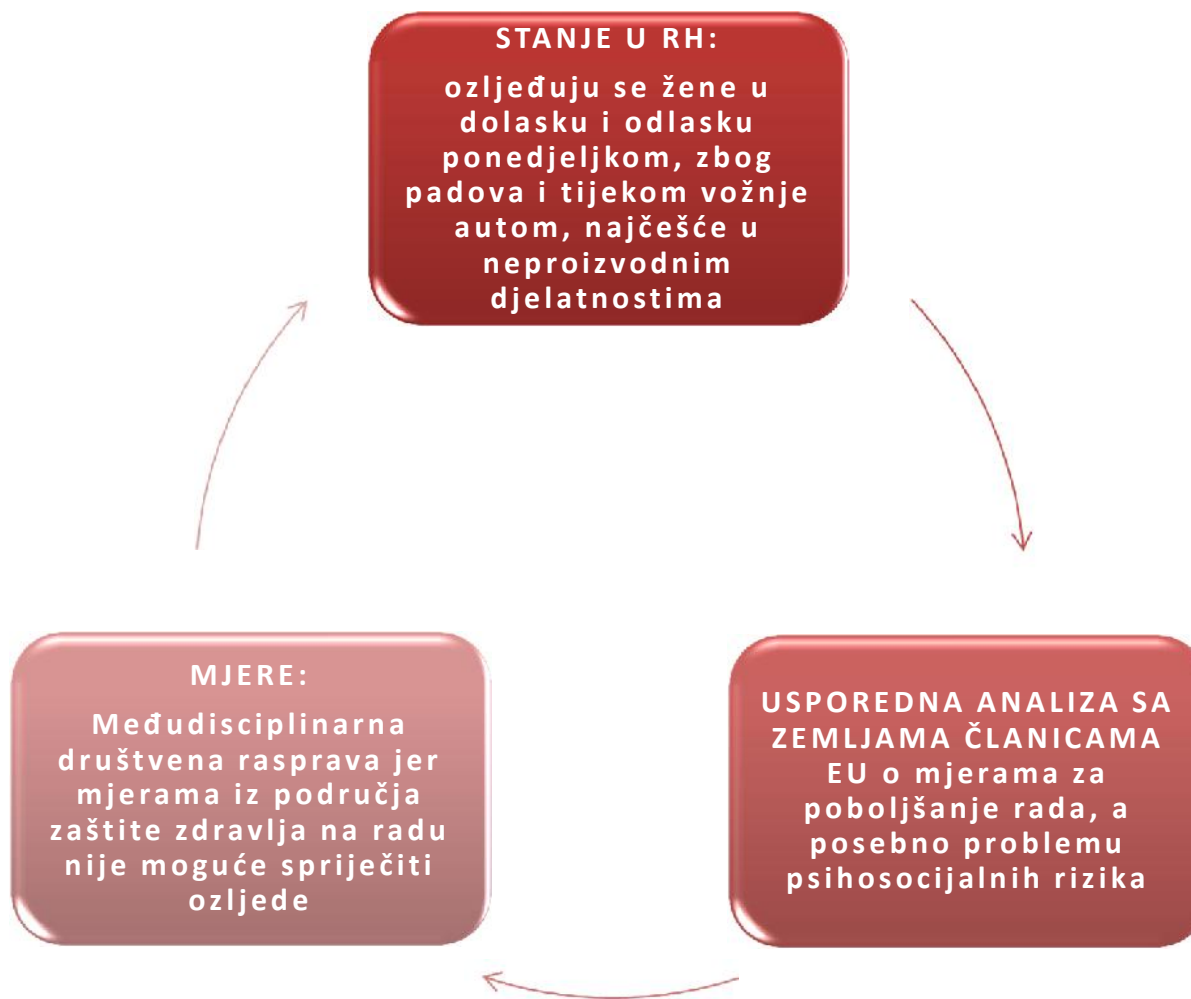 STANJE U RH:
ozljeđuju se žene u
dolasku i odlasku
ponedjeljkom, zbog
padova i tijekom vožnje
autom, najčešće u
neproizvodnim
djelatnostima
USPOREDNA ANALIZA SA
ZEMLJAMA ČLANICAMA
EU o mjerama za
poboljšanje rada, a
posebno problemu
psihosocijalnih rizika
MJERE:
Međudisciplinarna
društvena rasprava jer
mjerama iz područja
zaštite zdravlja na radu
nije moguće spriječiti
ozljede